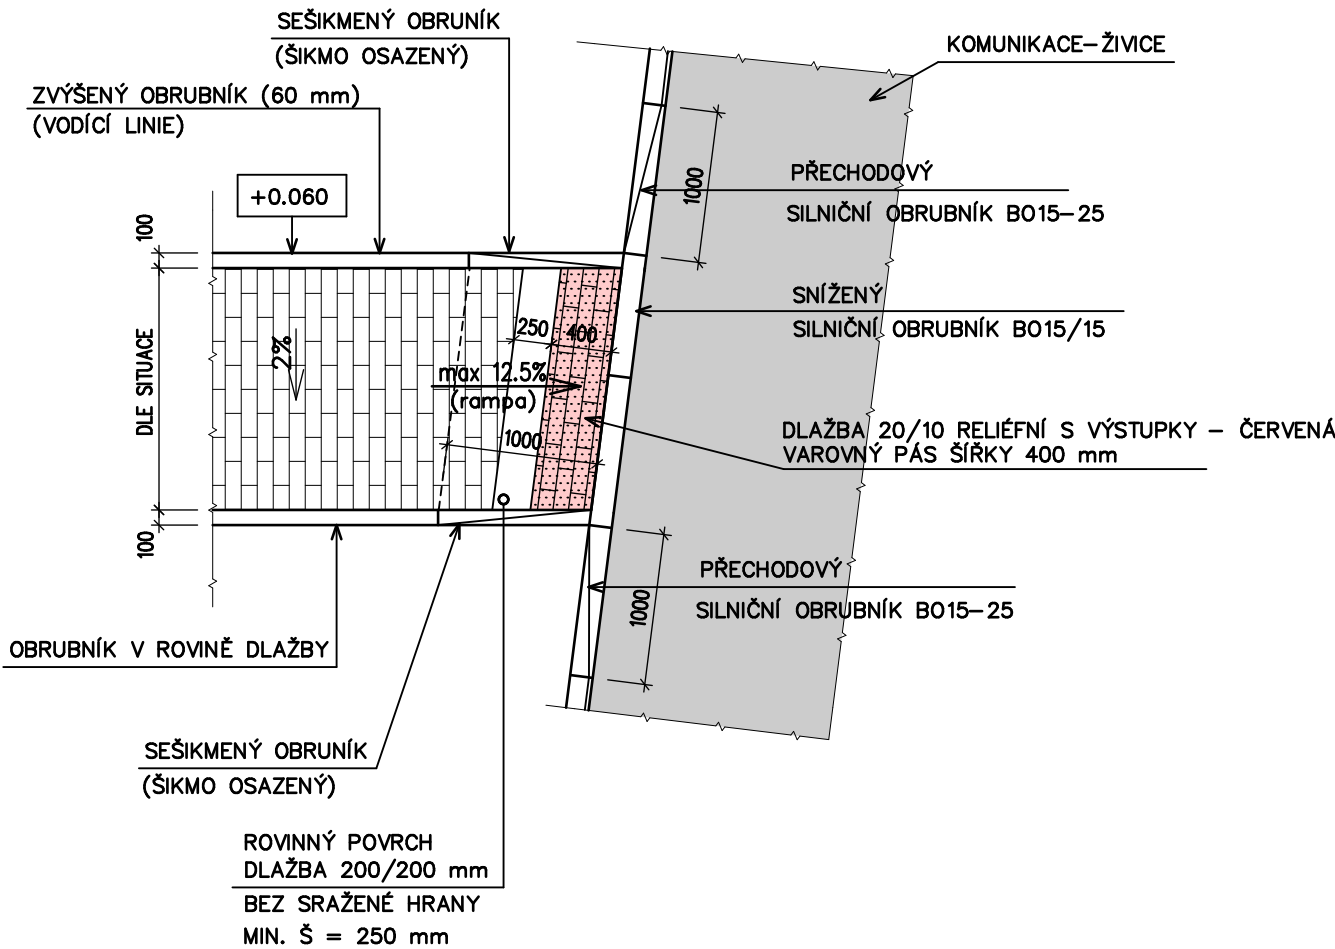 SEŠIKMENÝ OBRUNÍK
(ŠIKMO OSAZENÝ)
KOMUNIKACE-ŽIVICE
ZVÝŠENÝ OBRUBNÍK (60 mm)
(VODÍCÍ LINIE)
+0.060
100
1000
PŘECHODOVÝ
SILNIČNÍ OBRUBNÍK BO15-25
SNÍŽENÝ
SILNIČNÍ OBRUBNÍK BO15/15
DLE SITUACE
2%
250
400
max 12.5%
(rampa)
1000
DLAŽBA 20/10 RELIÉFNÍ S VÝSTUPKY - ČERVENÁ
VAROVNÝ PÁS ŠÍŘKY 400 mm
100
PŘECHODOVÝ
SILNIČNÍ OBRUBNÍK BO15-25
1000
OBRUBNÍK V ROVINĚ DLAŽBY
SEŠIKMENÝ OBRUNÍK
(ŠIKMO OSAZENÝ)
ROVINNÝ POVRCH
DLAŽBA 200/200 mm
BEZ SRAŽENÉ HRANY
MIN. Š = 250 mm